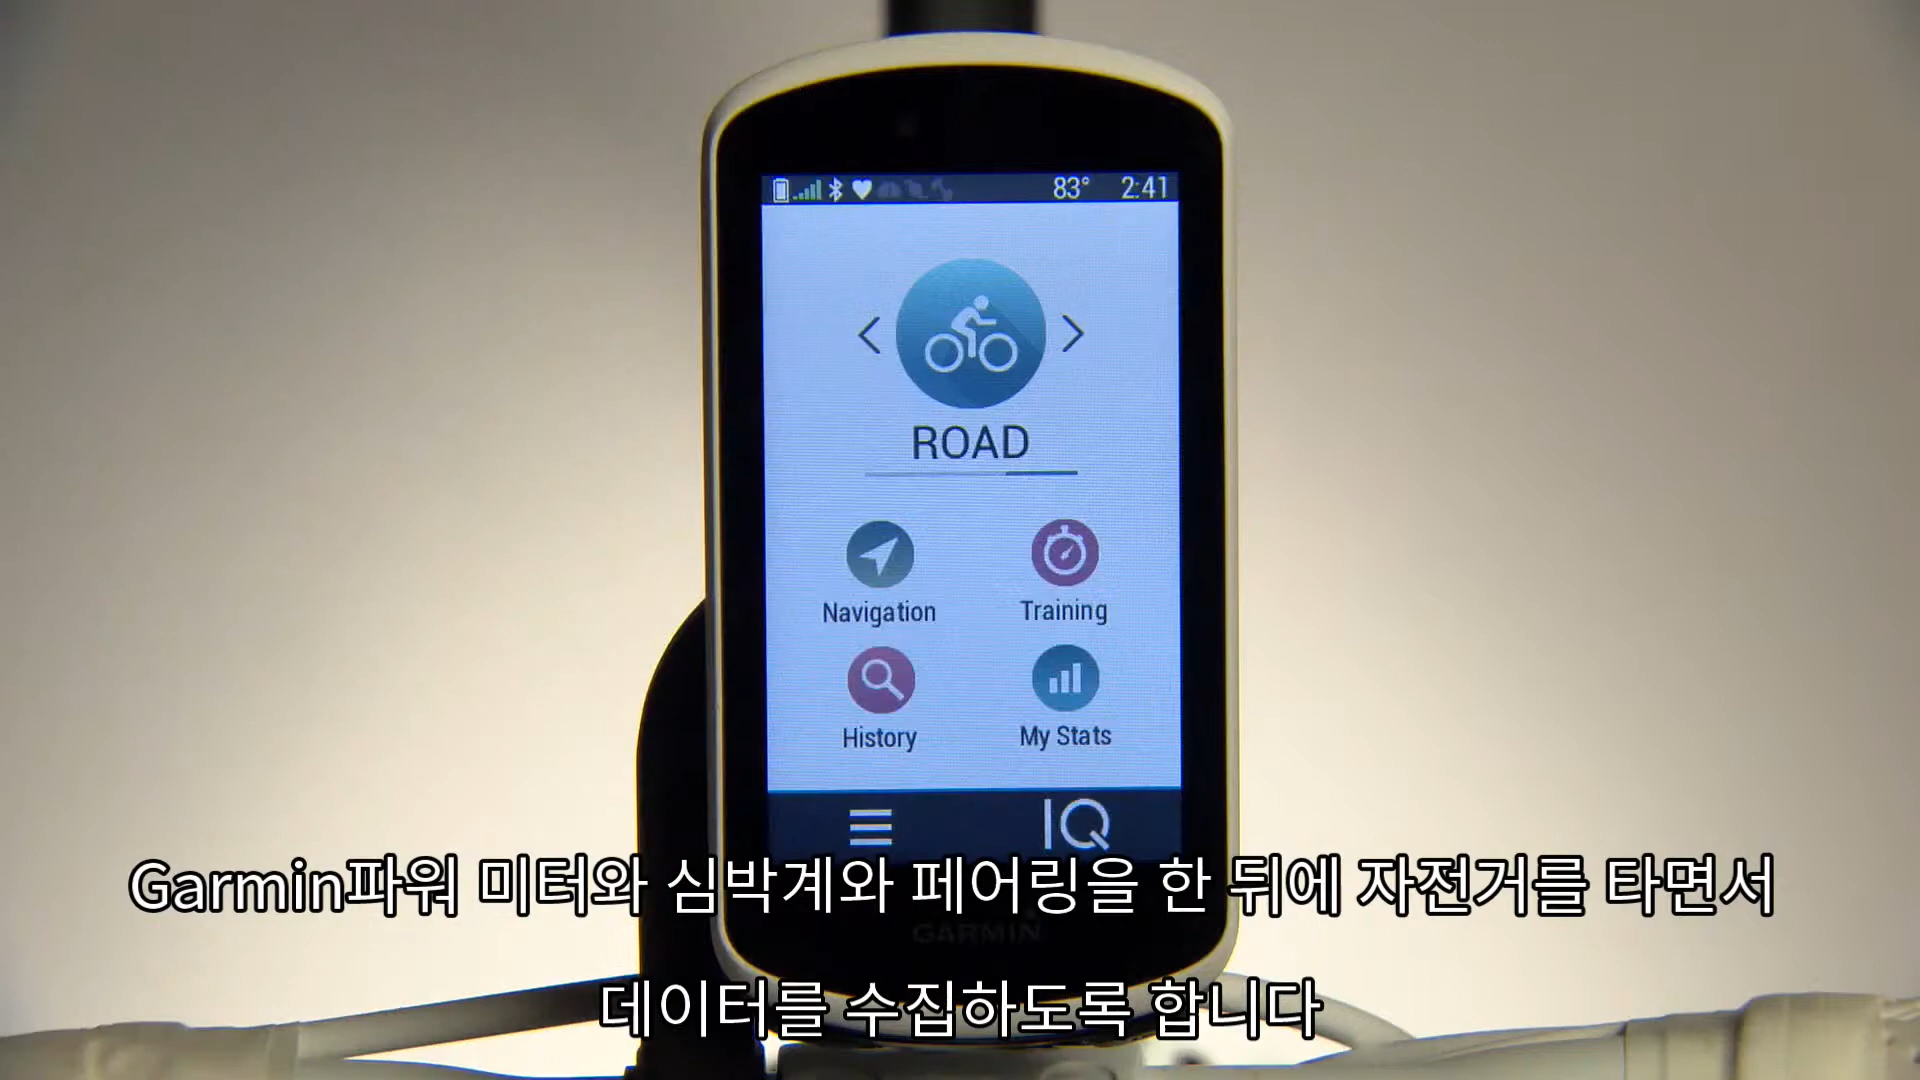 83° 2:41
ROAD
Navigation Training
History My Stats
IQ
Garmin파워 미터와 심박계와 페어링을 한 뒤에 자전거를 타면서
GARMIN
데이터를 수집하도록 합니다